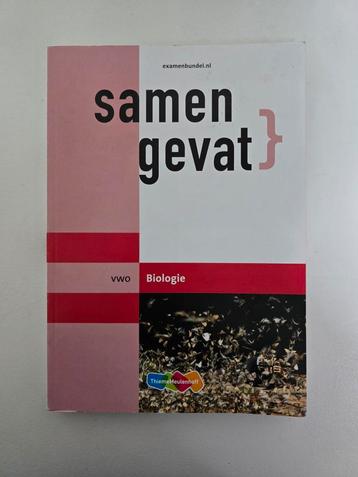 examenbundel.nl
samen
gevat}
vwo Biologie
ThiemeMeulenhoff